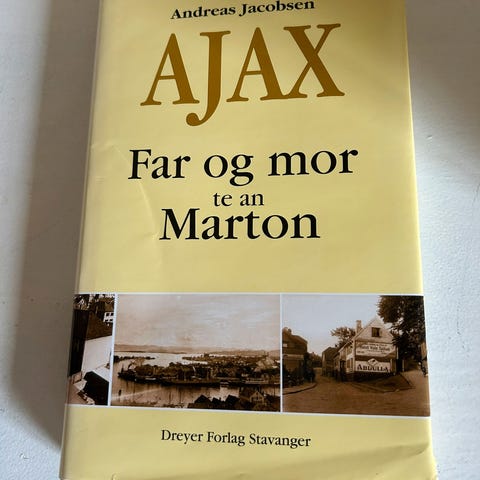 Andreas Jacobsen
AJAX
Far og mor
te an
Marton
ABDULLA
Dreyer Forlag Stavanger